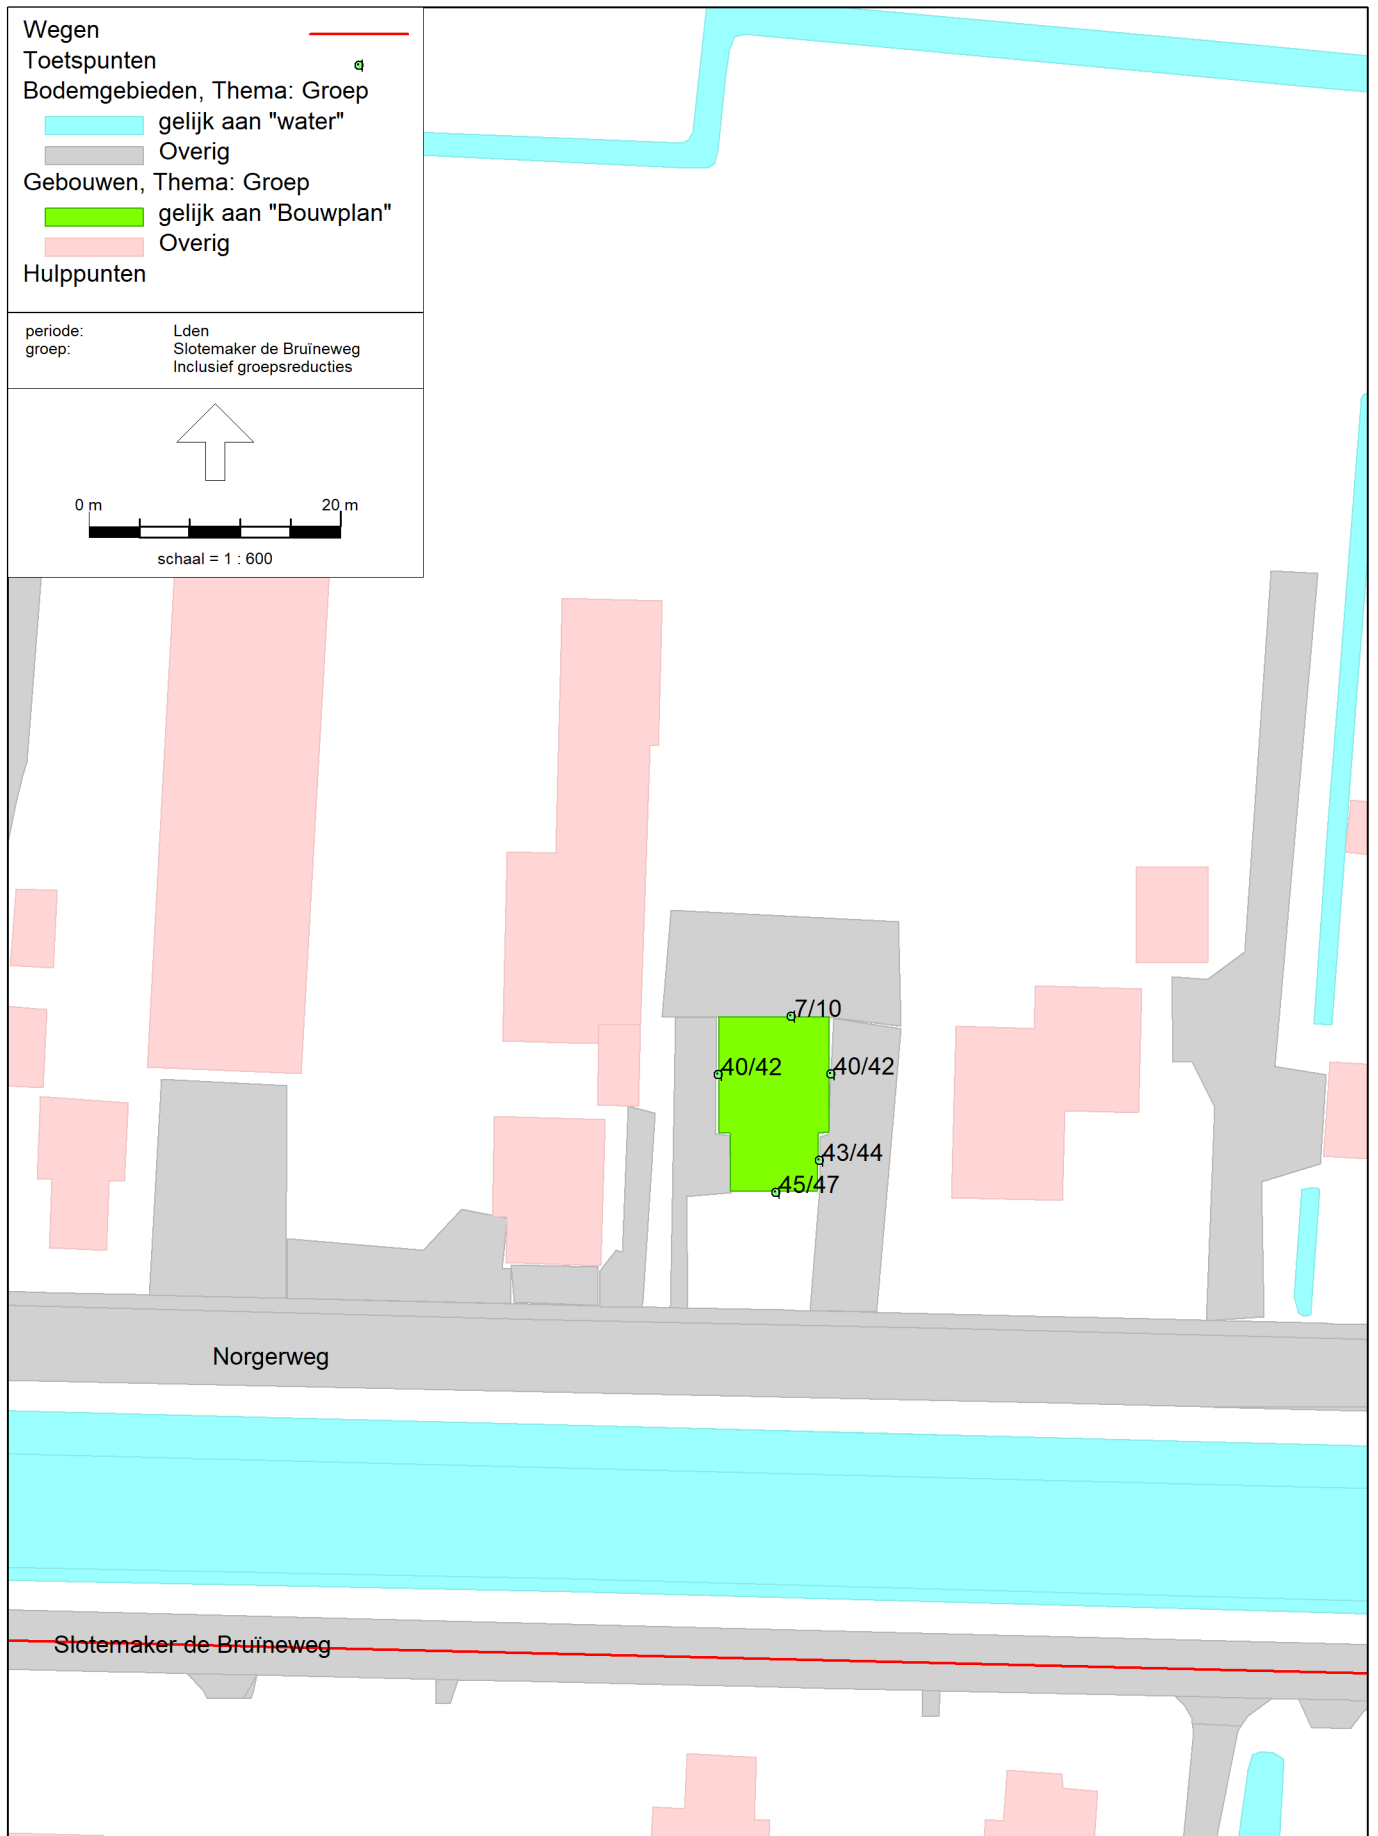 Wegen
Toetspunten
Bodemgebieden, Thema: Groep
gelijk aan "water"
Overig
Gebouwen, Thema: Groep
gelijk aan "Bouwplan"
Overig
Hulppunten
periode: Lden
groep: Slotemaker de Bruïneweg
Inclusief groepsreducties
0 m 20 m
schaal = 1 : 600
7/10
40/42 40/42
43/44
45/47
Norgerweg
Slotemaker de Bruïneweg